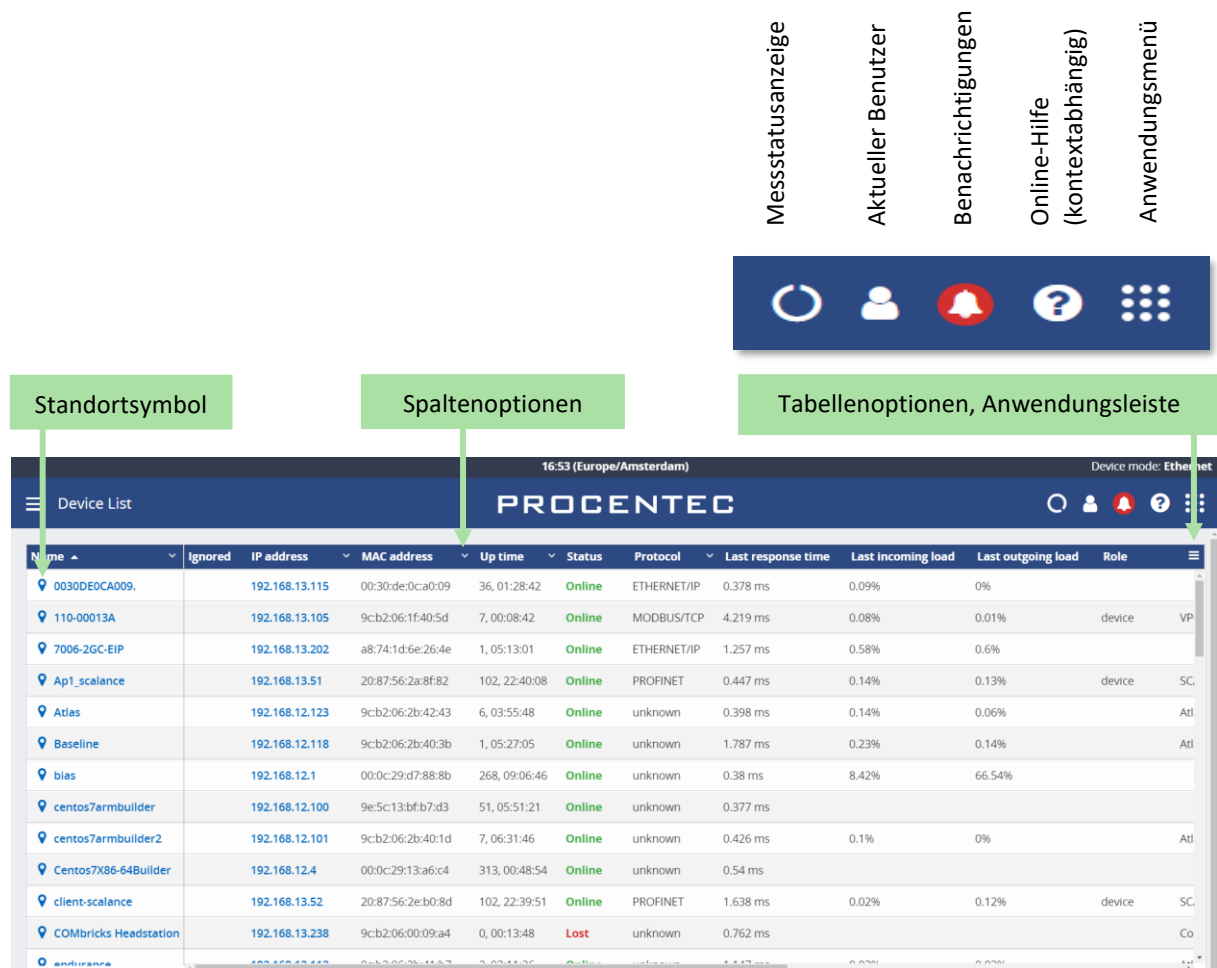 Messstatusanzeige
Aktueller Benutzer
Benachrichtigungen
Online-Hilfe
(kontextabhängig)
Anwendungsmenü
Standortsymbol
Spaltenoptionen
Tabellenoptionen, Anwendungsleiste
16:53 (Europe/Amsterdam) Device mode: Ethernet
Device List PROCENTEC
Name Ignored IP address MAC address Up time Status Protocol Last response time Last incoming load Last outgoing load Role
0030DE0CA009. 192.168.13.115 00:30:de:0c:a0:09 36, 01:28:42 Online ETHERNET/IP 0.378 ms 0.09% 0%
110-00013A 192.168.13.105 9c:b2:06:1f:40:5d 7, 00:08:42 Online MODBUS/TCP 4.219 ms 0.08% 0.01% device VP
7006-2GC-EIP 192.168.13.202 a8:74:1d:6e:26:4e 1, 05:13:01 Online ETHERNET/IP 1.257 ms 0.58% 0.6%
Ap1_scalance 192.168.13.51 20:87:56:2a:8f:82 102, 22:40:08 Online PROFINET 0.447 ms 0.14% 0.13% device SC
Atlas 192.168.12.123 9c:b2:06:2b:42:43 6, 03:55:48 Online unknown 0.398 ms 0.14% 0.06% Atl
Baseline 192.168.12.118 9c:b2:06:2b:40:3b 1, 05:27:05 Online unknown 1.787 ms 0.23% 0.14% Atl
bias 192.168.12.1 00:0c:29:d7:88:8b 268, 09:06:46 Online unknown 0.38 ms 8.42% 66.54%
centos7armbuilder 192.168.12.100 9e:5c:13:bf:b7:d3 51, 05:51:21 Online unknown 0.377 ms
centos7armbuilder2 192.168.12.101 9c:b2:06:2b:40:1d 7, 06:31:46 Online unknown 0.426 ms 0.1% 0% Atl
Centos7X86-64Builder 192.168.12.4 00:0c:29:13:a6:c4 313, 00:48:54 Online unknown 0.54 ms
client-scalance 192.168.13.52 20:87:56:2e:b0:8d 102, 22:39:51 Online PROFINET 1.638 ms 0.02% 0.12% device SC
COMbricks Headstation 192.168.13.238 9c:b2:06:00:09:a4 0, 00:13:48 Lost unknown 0.762 ms Co
endurance